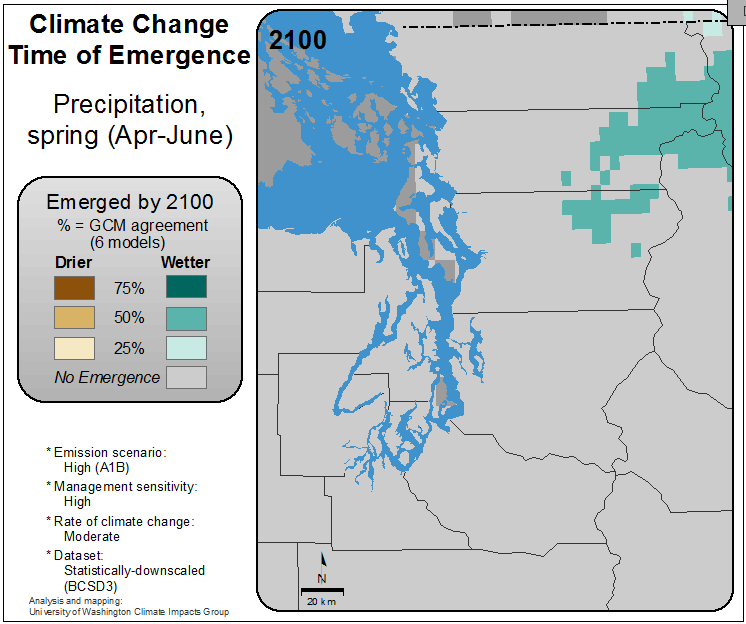 Climate Change
Time of Emergence
Precipitation,
spring (Apr-June)
Emerged by 2100
% = GCM agreement
(6 models)
Drier Wetter
75%
50%
25%
No Emergence
* Emission scenario:
High (A1B)
* Management sensitivity:
High
* Rate of climate change:
Moderate
* Dataset:
Statistically-downscaled
(BCSD3)
Analysis and mapping:
University of Washington Climate Impacts Group
2100
N
20 km